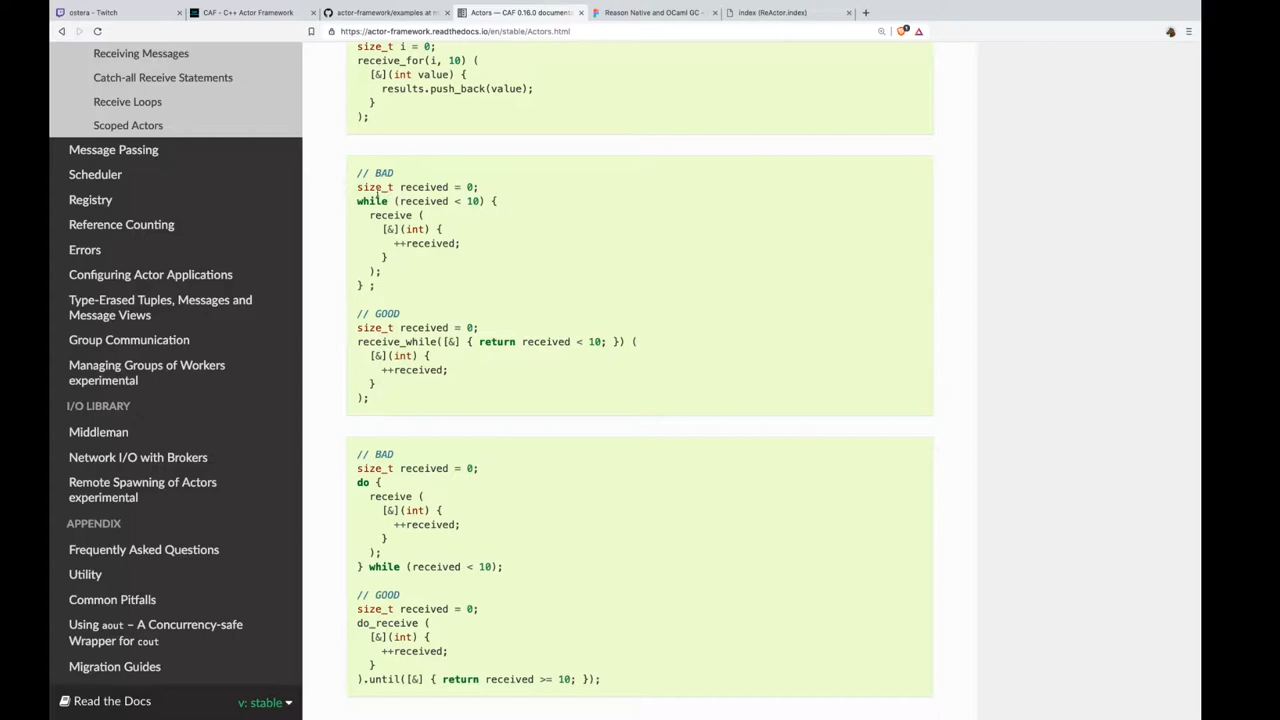 ostera - Twitch
CAF - C++ Actor Framework
actor-framework/examples at m
Actors — CAF 0.16.0 documenta
Reason Native and OCaml GC -
index (ReActor.index)
https://actor-framework.readthedocs.io/en/stable/Actors.html
Receiving Messages
Catch-all Receive Statements
Receive Loops
Scoped Actors
Message Passing
Scheduler
Registry
Reference Counting
Errors
Configuring Actor Applications
Type-Erased Tuples, Messages and
Message Views
Group Communication
Managing Groups of Workers
experimental
I/O LIBRARY
Middleman
Network I/O with Brokers
Remote Spawning of Actors
experimental
APPENDIX
Frequently Asked Questions
Utility
Common Pitfalls
Using aout – A Concurrency-safe
Wrapper for cout
Migration Guides
Read the Docs
v: stable
size_t i = 0;
receive_for(i, 10) (
[&](int value) {
results.push_back(value);
}
);
// BAD
size_t received = 0;
while (received < 10) {
receive (
[&](int) {
++received;
}
);
} ;
// GOOD
size_t received = 0;
receive_while([&] { return received < 10; }) (
[&](int) {
++received;
}
);
// BAD
size_t received = 0;
do {
receive (
[&](int) {
++received;
}
);
} while (received < 10);
// GOOD
size_t received = 0;
do_receive (
[&](int) {
++received;
}
).until([&] { return received >= 10; });